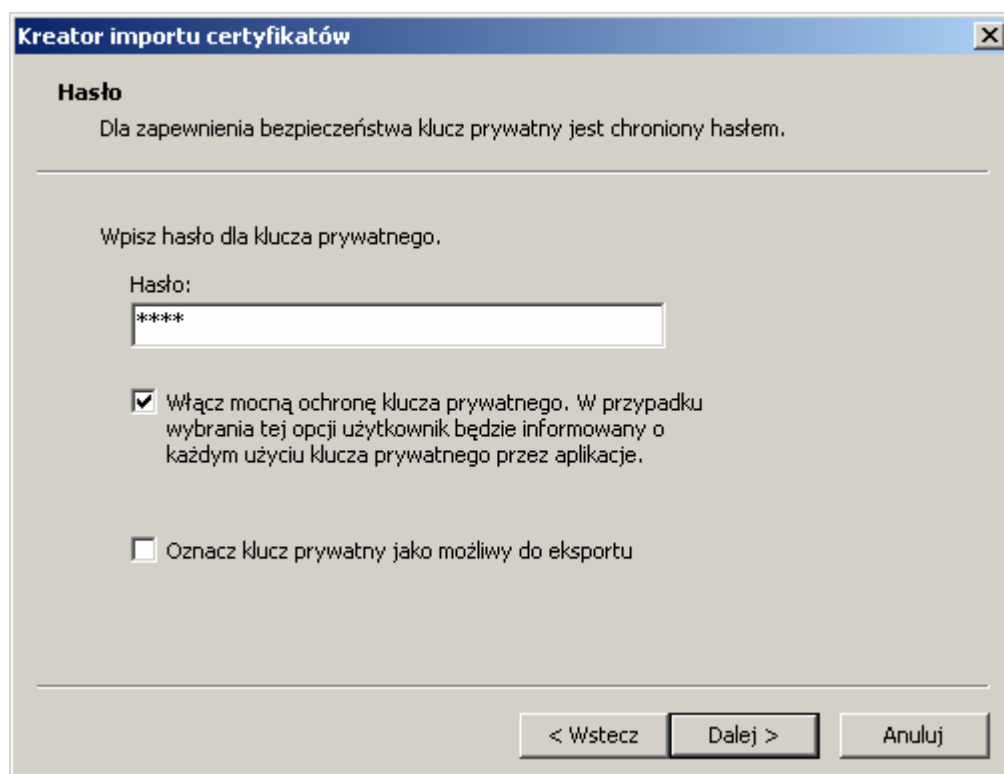 Kreator importu certyfikatów
Hasło
Dla zapewnienia bezpieczeństwa klucz prywatny jest chroniony hasłem.
Wpisz hasło dla klucza prywatnego.
Hasło:
****
Włącz mocną ochronę klucza prywatnego. W przypadku
wybrania tej opcji użytkownik będzie informowany o
każdym użyciu klucza prywatnego przez aplikacje.
Oznacz klucz prywatny jako możliwy do eksportu
< Wstecz
Dalej >
Anuluj